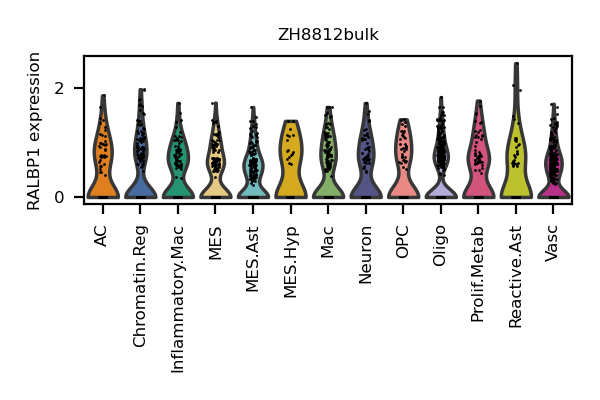 ZH8812bulk
RALBP1 expression
2
0
AC
Chromatin.Reg
Inflammatory.Mac
MES
MES.Ast
MES.Hyp
Mac
Neuron
OPC
Oligo
Prolif.Metab
Reactive.Ast
Vasc